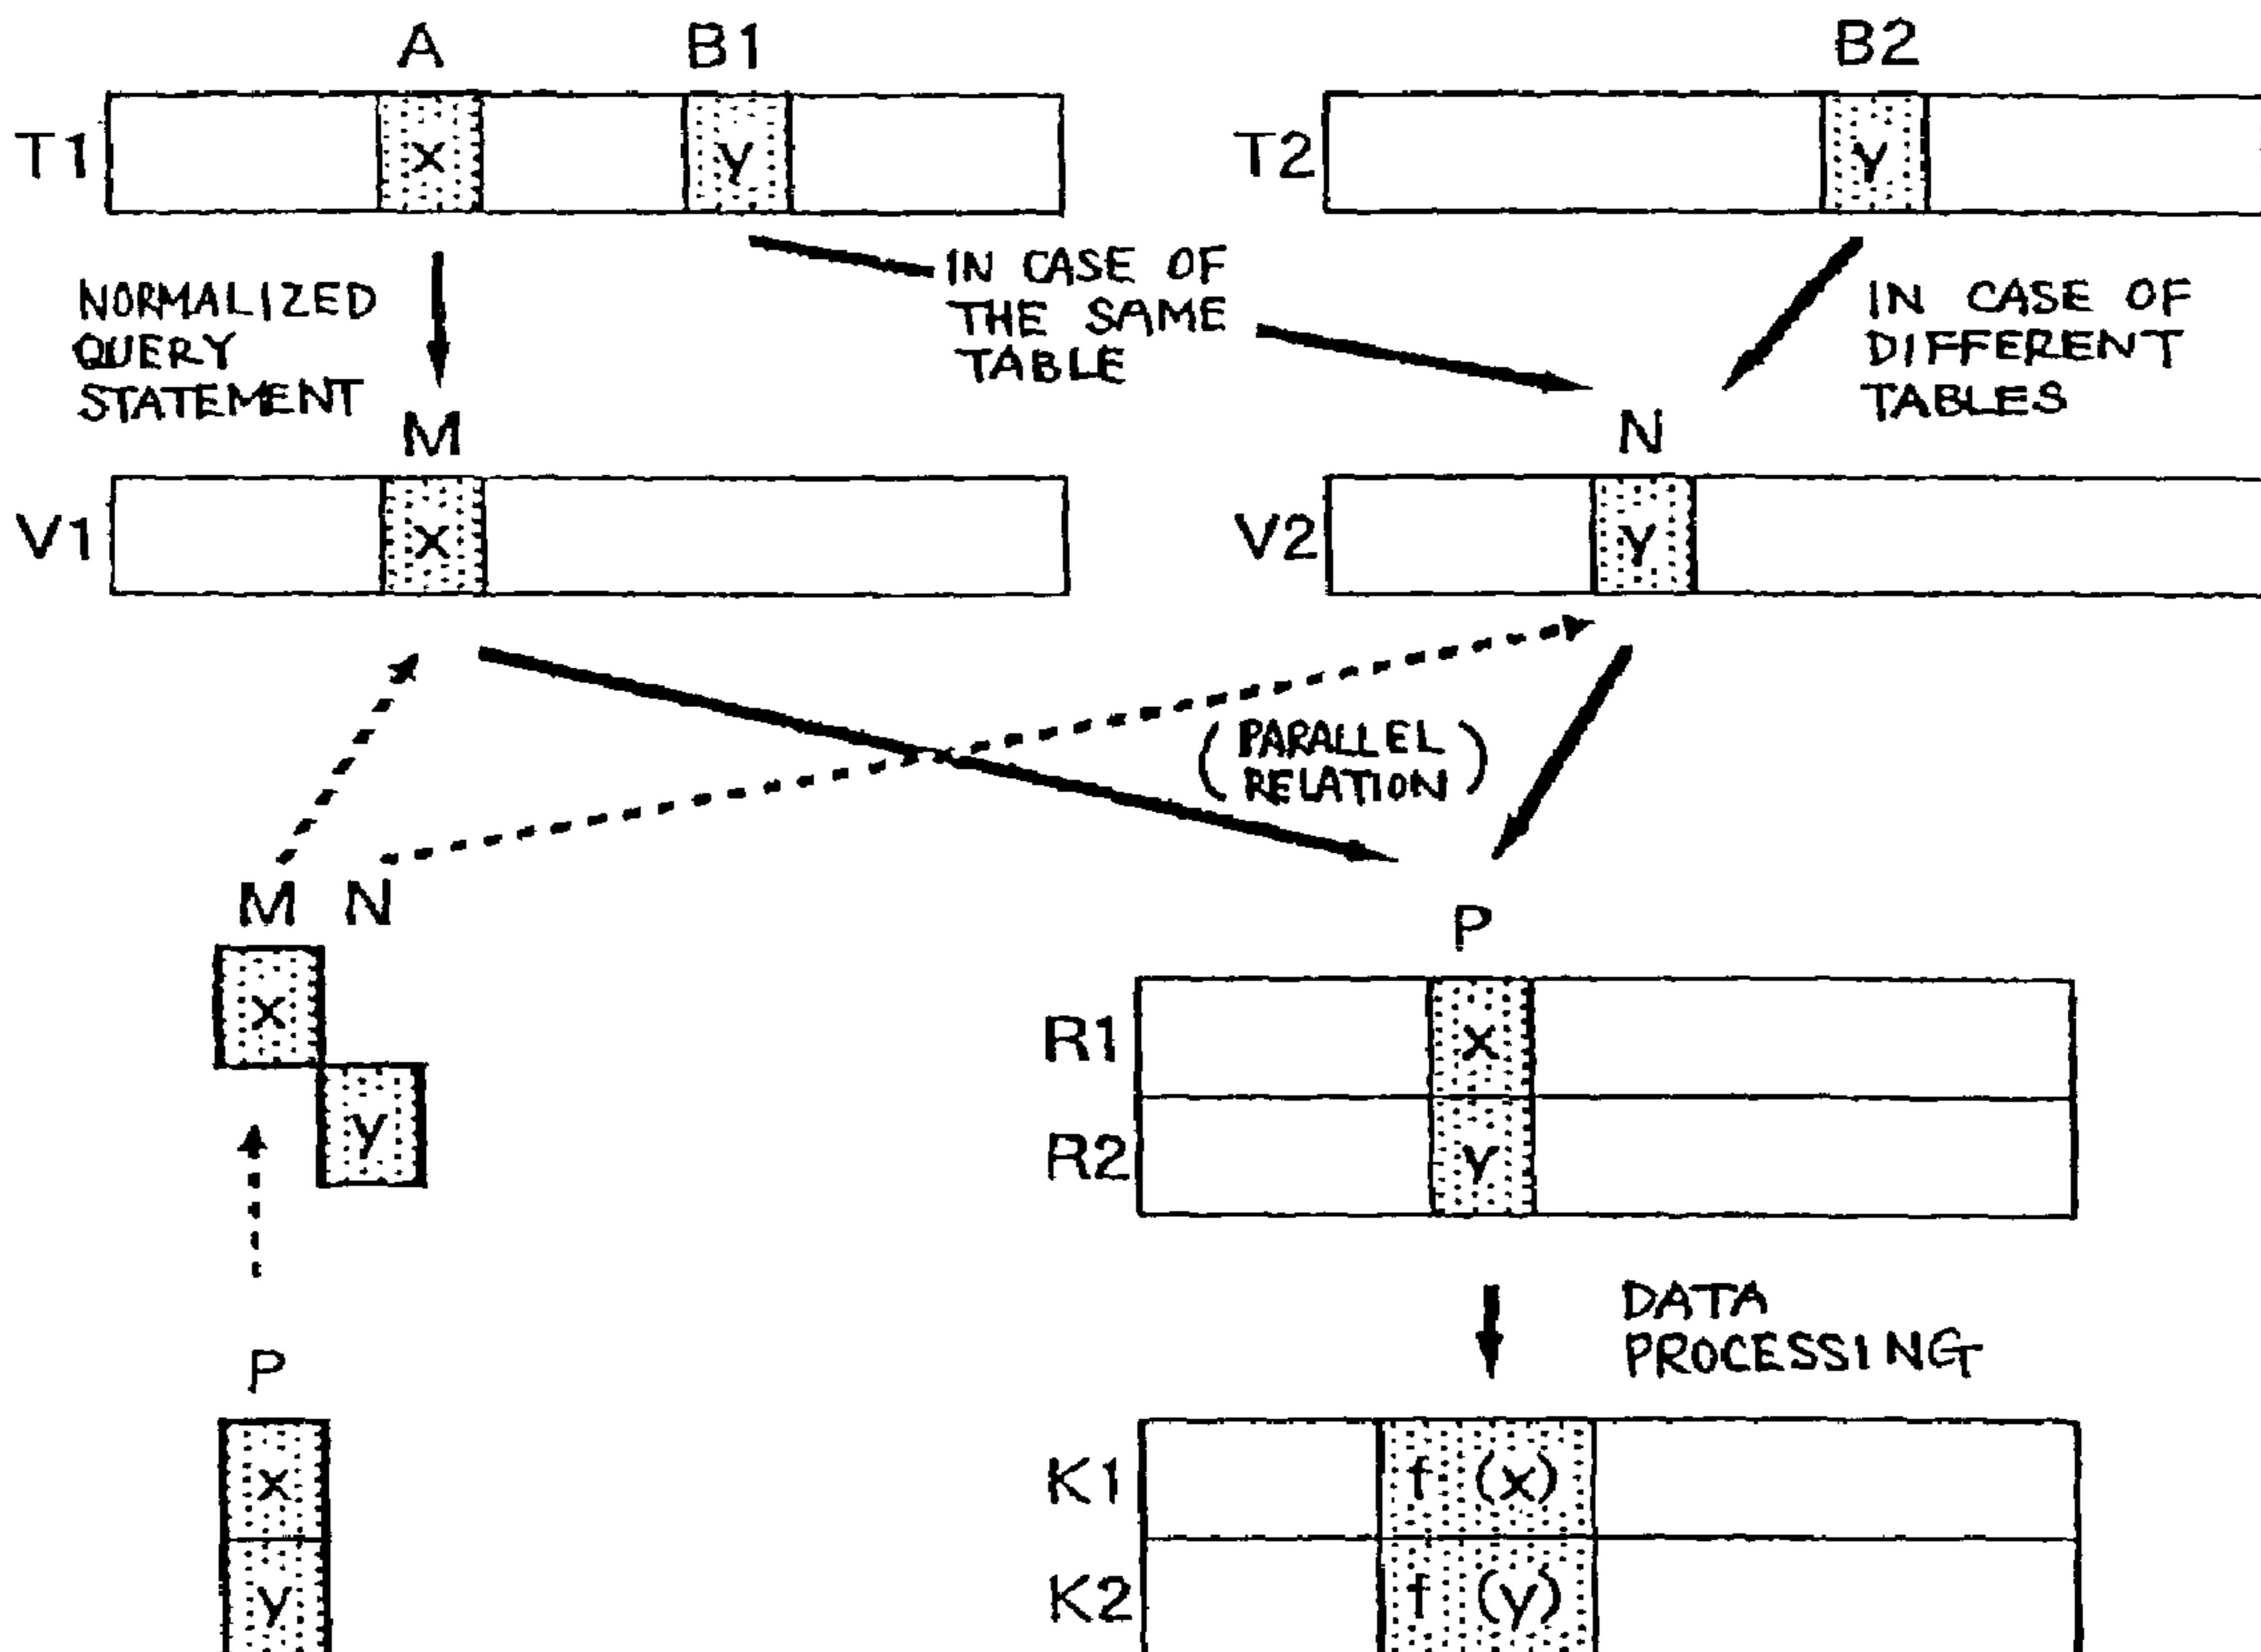 A B1 B2
T1 x y T2 y
NORMALIZED
QUERY
STATEMENT
IN CASE OF
THE SAME
TABLE
IN CASE OF
DIFFERENT
TABLES
M N
V1 x V2 y
(PARALLEL
RELATION)
M N
x
y
P
R1 x
R2 y
DATA
PROCESSING
P
x
y
K1 f (x)
K2 f (y)